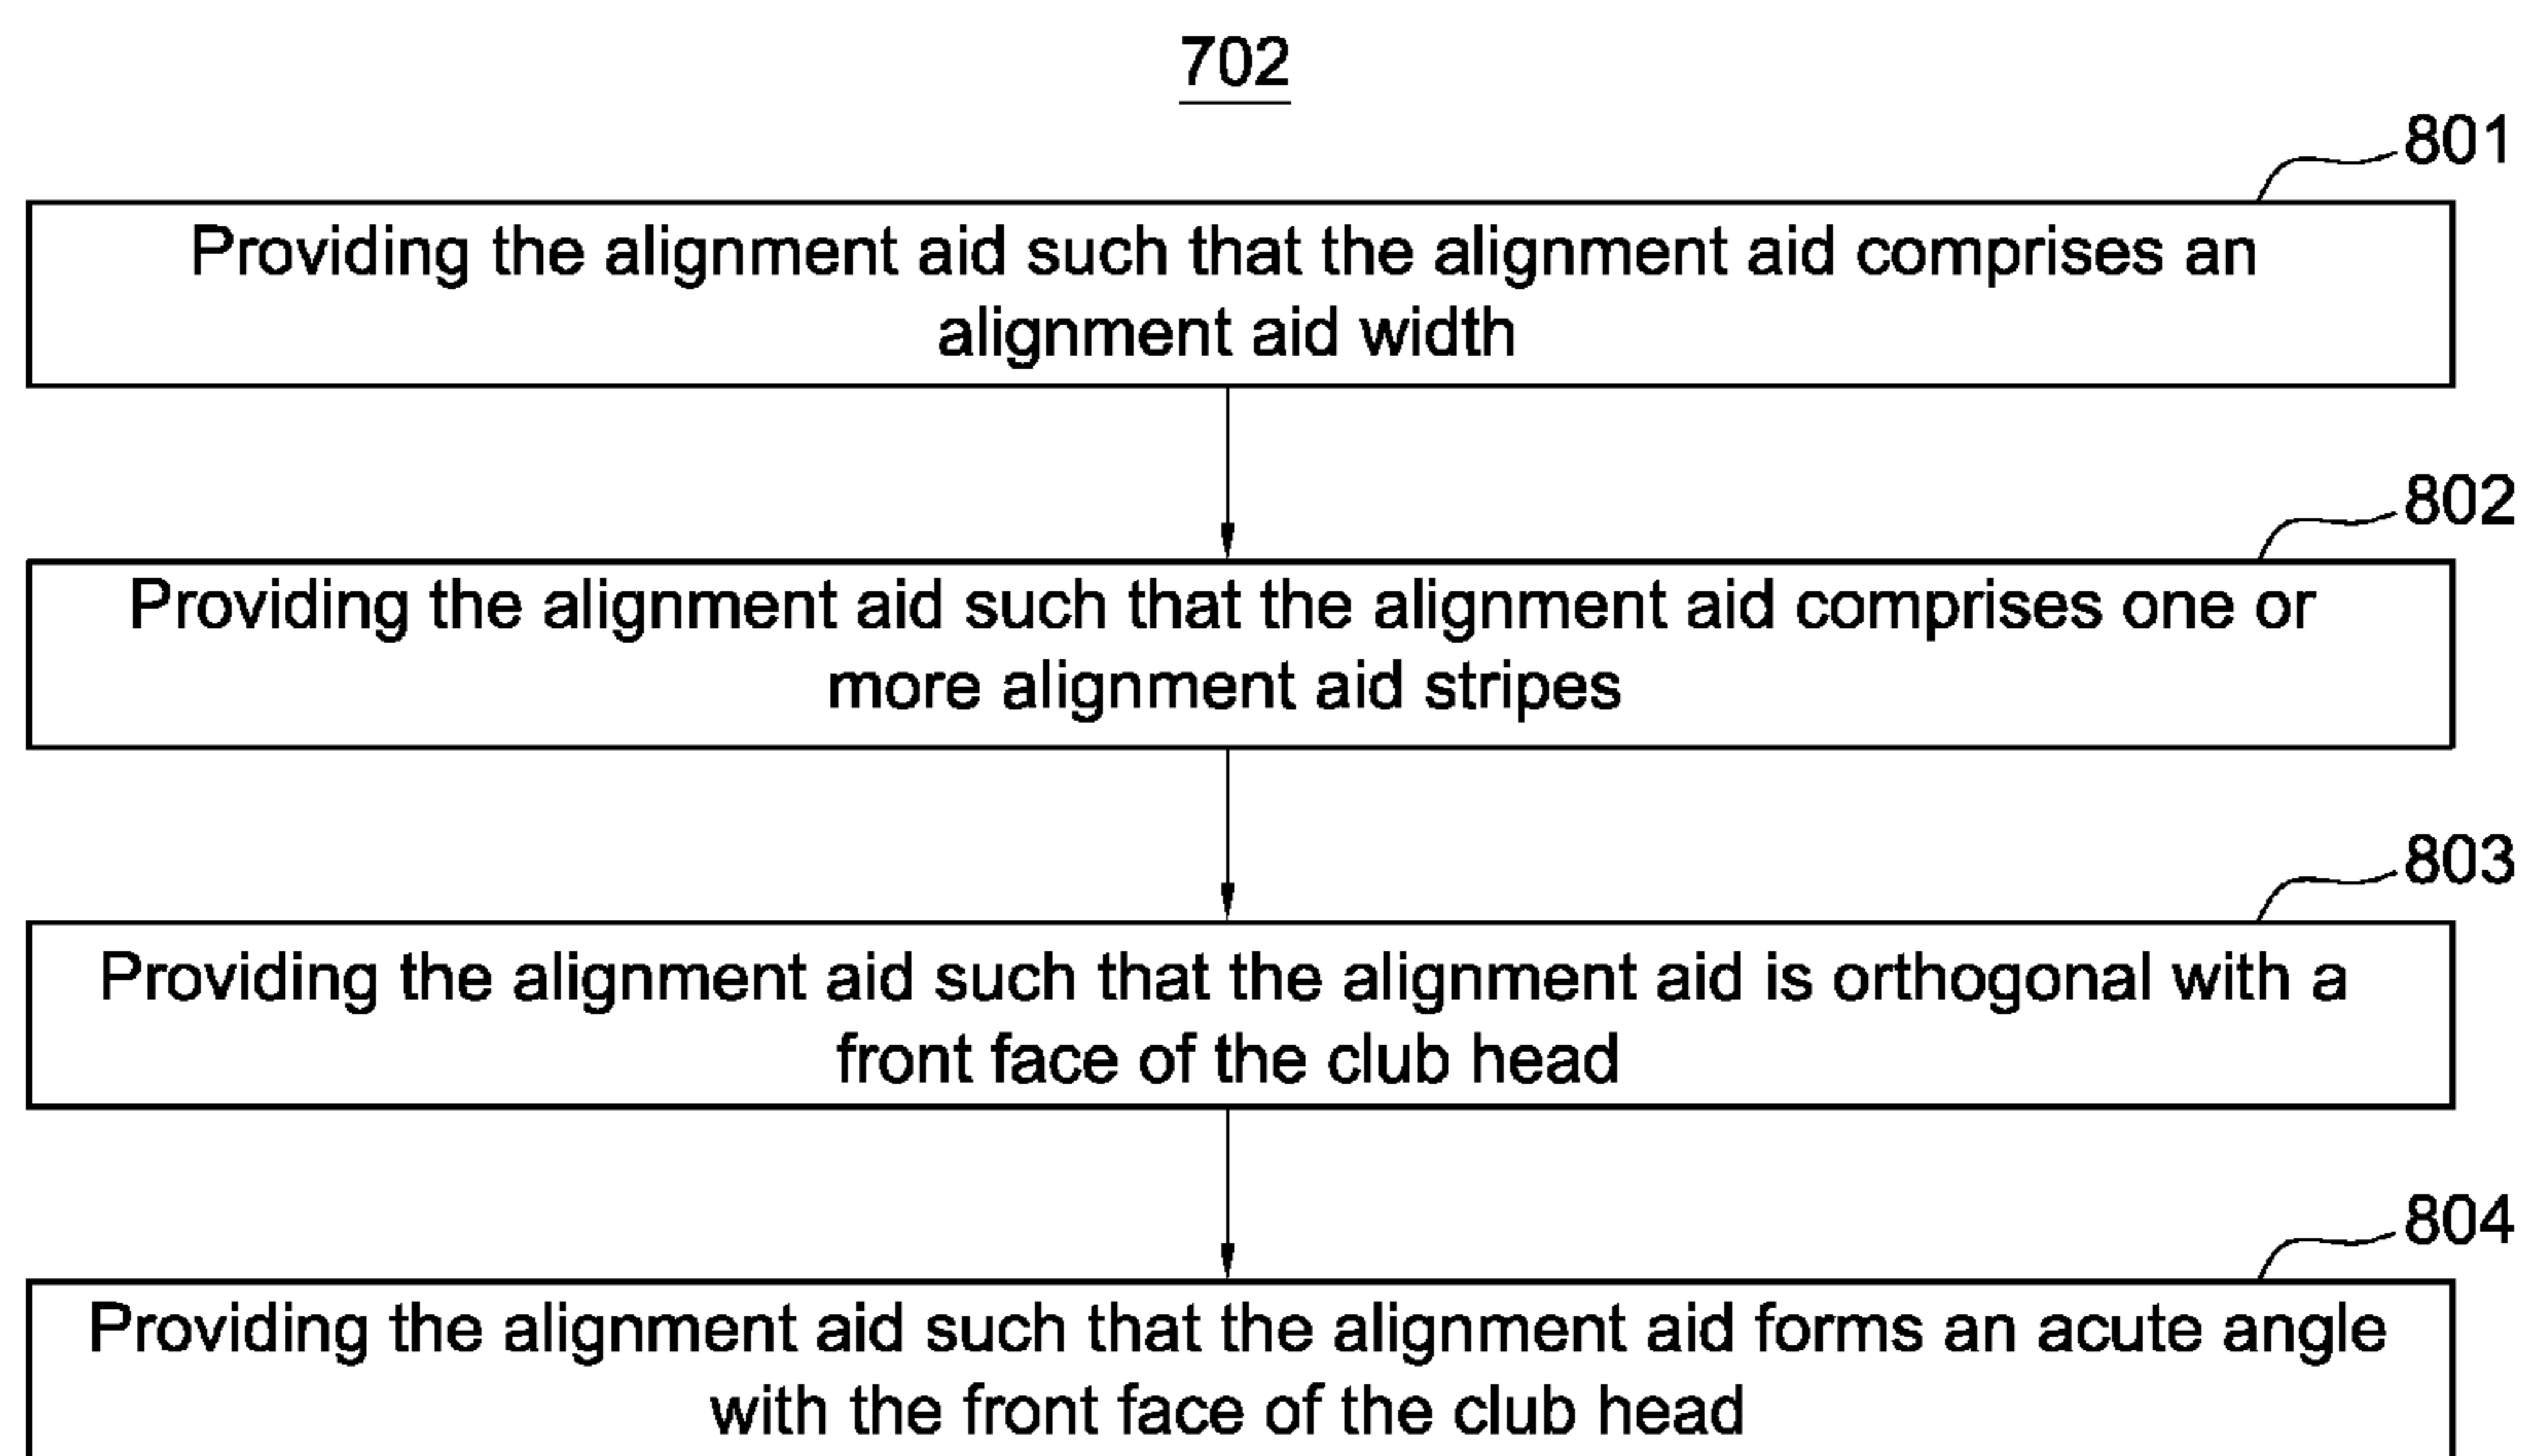 702
801
Providing the alignment aid such that the alignment aid comprises an
alignment aid width
802
Providing the alignment aid such that the alignment aid comprises one or
more alignment aid stripes
803
Providing the alignment aid such that the alignment aid is orthogonal with a
front face of the club head
804
Providing the alignment aid such that the alignment aid forms an acute angle
with the front face of the club head